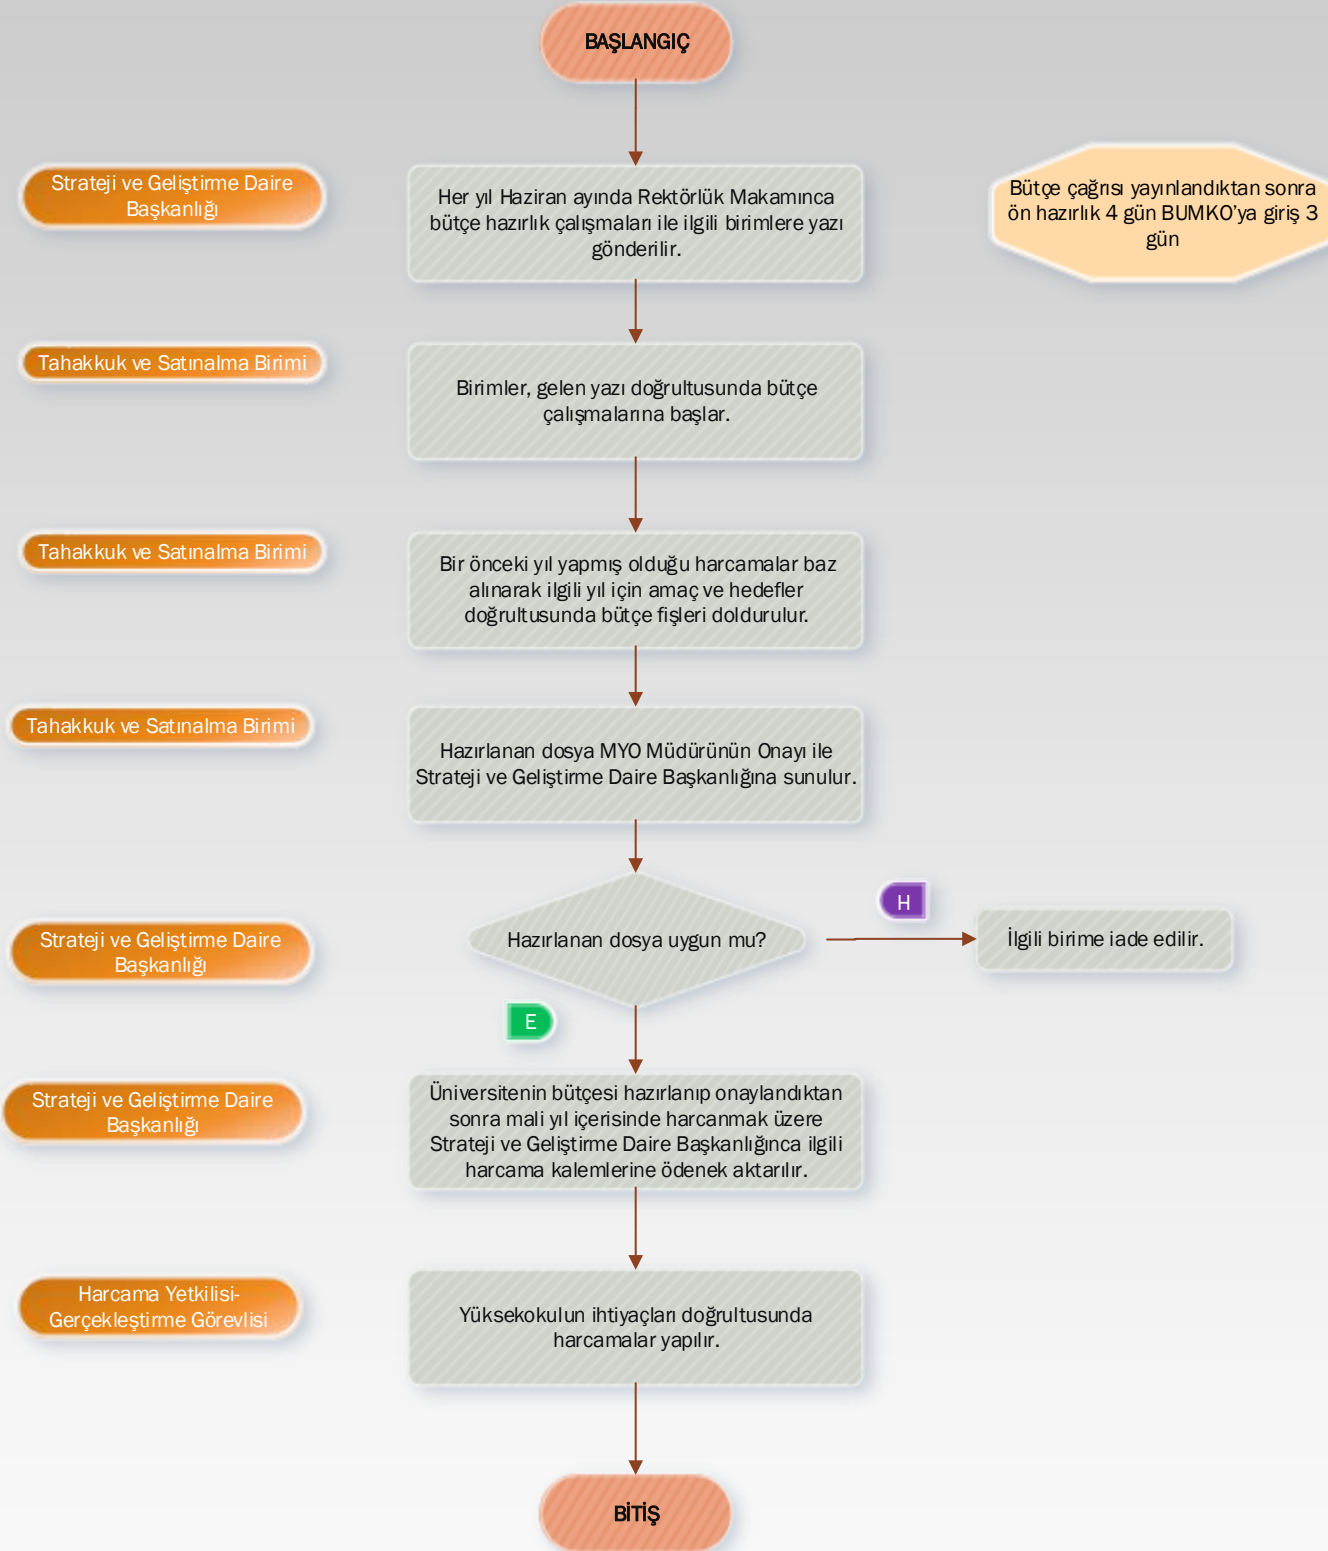 BAŞLANGIÇ
Strateji ve Geliştirme Daire
Başkanlığı
Her yıl Haziran ayında Rektörlük Makamınca
bütçe hazırlık çalışmaları ile ilgili birimlere yazı
gönderilir.
Bütçe çağrısı yayınlandıktan sonra
ön hazırlık 4 gün BUMKO’ya giriş 3
gün
Tahakkuk ve Satınalma Birimi
Birimler, gelen yazı doğrultusunda bütçe
çalışmalarına başlar.
Tahakkuk ve Satınalma Birimi
Bir önceki yıl yapmış olduğu harcamalar baz
alınarak ilgili yıl için amaç ve hedefler
doğrultusunda bütçe fişleri doldurulur.
Tahakkuk ve Satınalma Birimi
Hazırlanan dosya MYO Müdürünün Onayı ile
Strateji ve Geliştirme Daire Başkanlığına sunulur.
Strateji ve Geliştirme Daire
Başkanlığı
Hazırlanan dosya uygun mu?
H
İlgili birime iade edilir.
E
Strateji ve Geliştirme Daire
Başkanlığı
Üniversitenin bütçesi hazırlanıp onaylandıktan
sonra mali yıl içerisinde harcanmak üzere
Strateji ve Geliştirme Daire Başkanlığınca ilgili
harcama kalemlerine ödenek aktarılır.
Harcama Yetkilisi-
Gerçekleştirme Görevlisi
Yüksekokulun ihtiyaçları doğrultusunda
harcamalar yapılır.
BİTİŞ